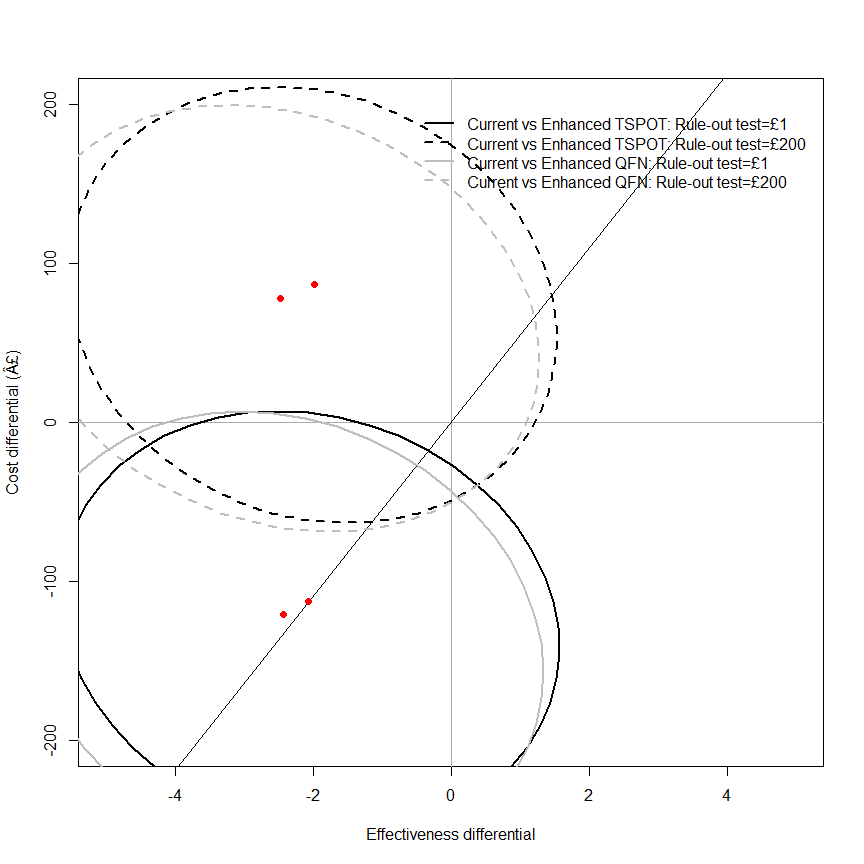 Current vs Enhanced TSPOT: Rule-out test=£1
Current vs Enhanced TSPOT: Rule-out test=£200
Current vs Enhanced QFN: Rule-out test=£1
Current vs Enhanced QFN: Rule-out test=£200
Cost differential (Â£)
200
100
0
-100
-200
-4
-2
0
2
4
Effectiveness differential